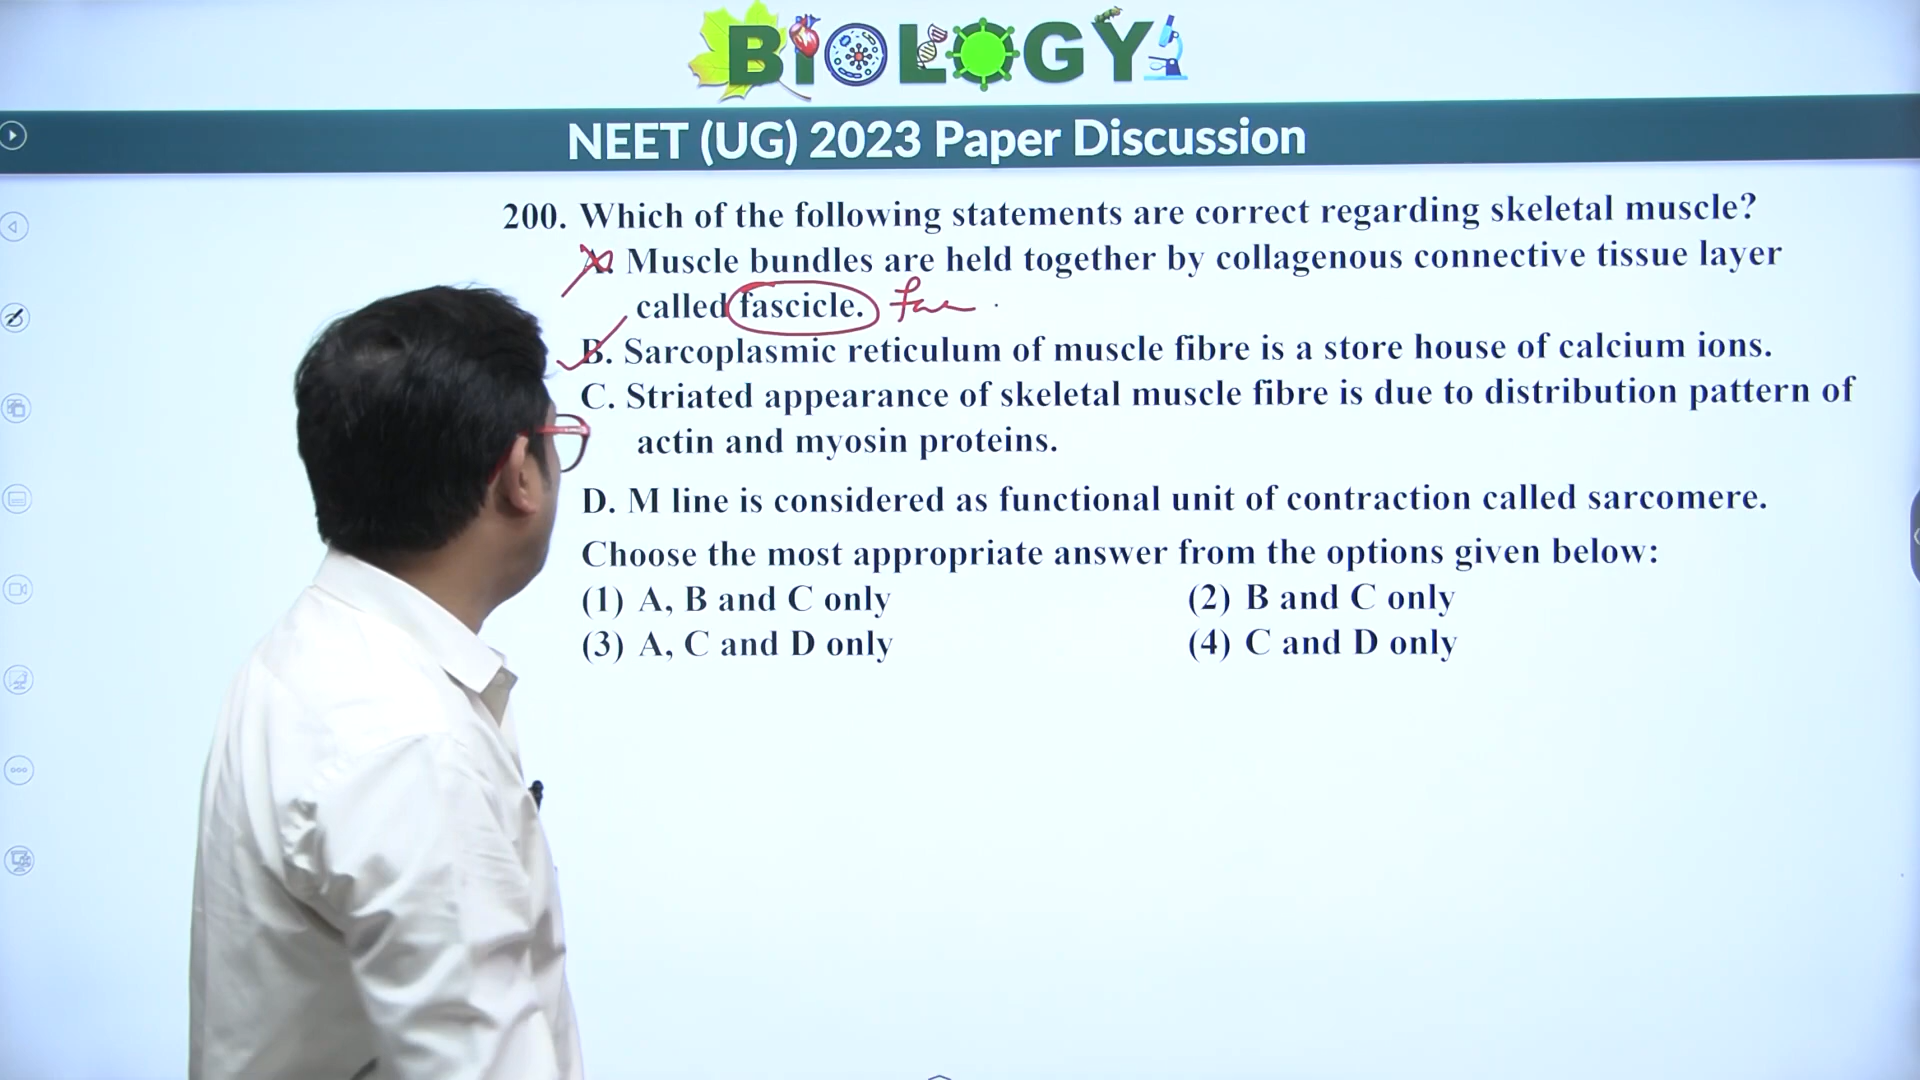 BIOLOGY
NEET (UG) 2023 Paper Discussion
200. Which of the following statements are correct regarding skeletal muscle?
A. Muscle bundles are held together by collagenous connective tissue layer
called fascicle.
B. Sarcoplasmic reticulum of muscle fibre is a store house of calcium ions.
C. Striated appearance of skeletal muscle fibre is due to distribution pattern of
actin and myosin proteins.
D. M line is considered as functional unit of contraction called sarcomere.
Choose the most appropriate answer from the options given below:
(1) A, B and C only (2) B and C only
(3) A, C and D only (4) C and D only